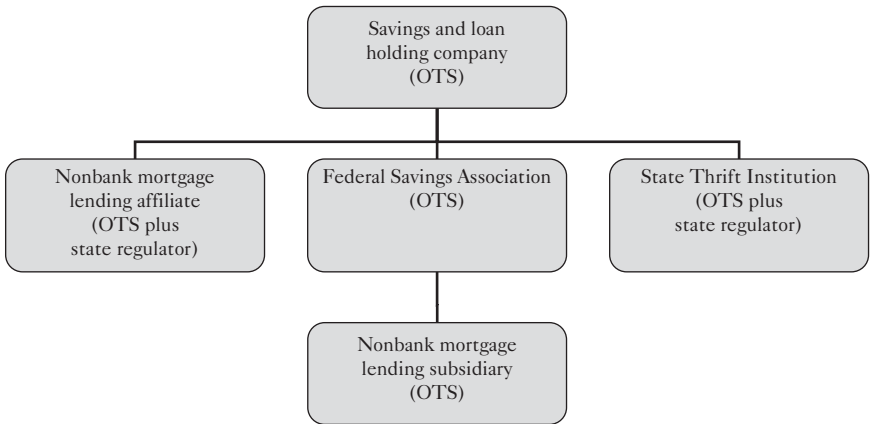 Savings and loan
holding company
(OTS)
Nonbank mortgage
lending affiliate
(OTS plus
state regulator)
Federal Savings Association
(OTS)
State Thrift Institution
(OTS plus
state regulator)
Nonbank mortgage
lending subsidiary
(OTS)